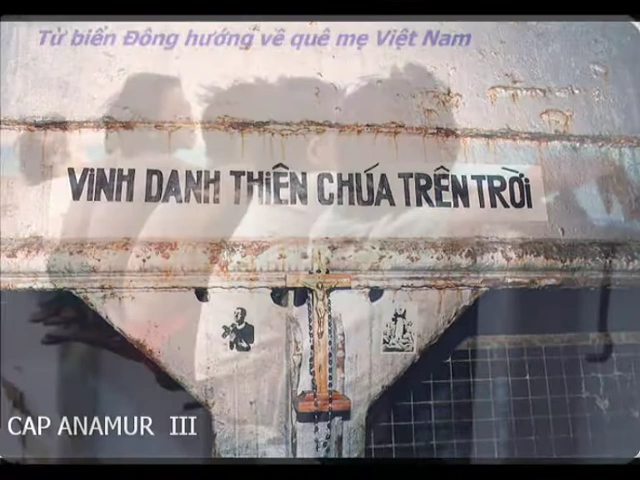 Từ biển Đông hướng về quê mẹ Việt Nam
VINH DANH THIÊN CHÚA TRÊN TRỜI
CAP ANAMUR III